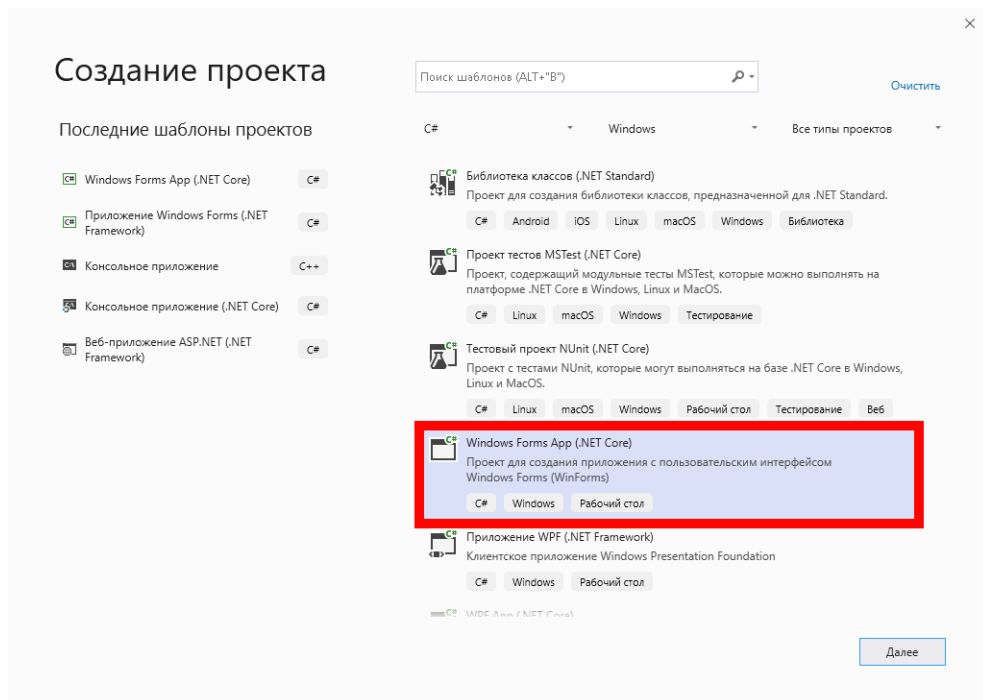 Создание проекта
Поиск шаблонов (ALT+"B")
Очистить
Последние шаблоны проектов
C#
Windows
Все типы проектов
Windows Forms App (.NET Core)
C#
Приложение Windows Forms (.NET
Framework)
C#
Консольное приложение
C++
Консольное приложение (.NET Core)
C#
Веб-приложение ASP.NET (.NET
Framework)
C#
Библиотека классов (.NET Standard)
Проект для создания библиотеки классов, предназначенной для .NET Standard.
C# Android iOS Linux macOS Windows Библиотека
Проект тестов MSTest (.NET Core)
Проект, содержащий модульные тесты MSTest, которые можно выполнять на
платформе .NET Core в Windows, Linux и MacOS.
C# Linux macOS Windows Тестирование
Тестовый проект NUnit (.NET Core)
Проект с тестами NUnit, которые могут выполняться на базе .NET Core в Windows,
Linux и MacOS.
C# Linux macOS Windows Рабочий стол Тестирование Веб
Windows Forms App (.NET Core)
Проект для создания приложения с пользовательским интерфейсом
Windows Forms (WinForms)
C# Windows Рабочий стол
Приложение WPF (.NET Framework)
Клиентское приложение Windows Presentation Foundation
C# Windows Рабочий стол
WPF App (.NET Core)
Далее